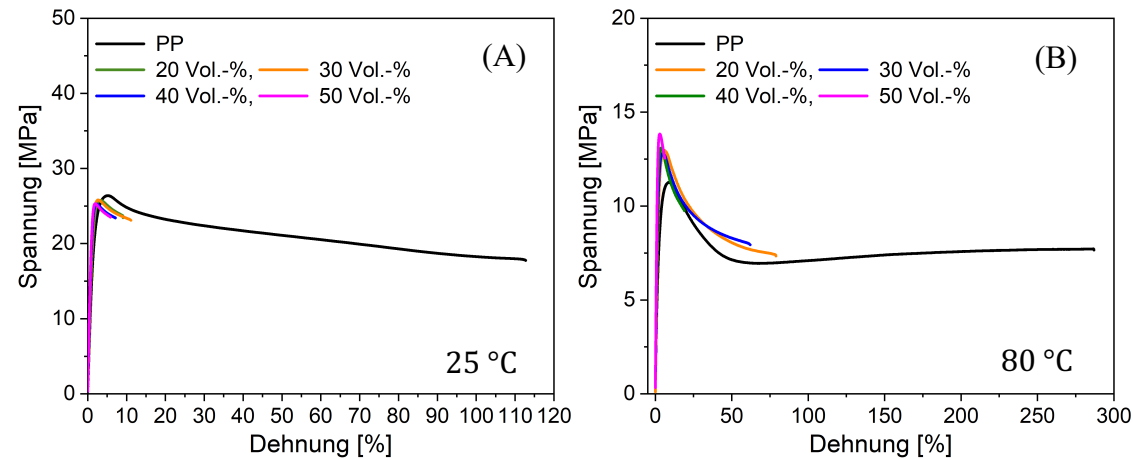 (A)
PP
20 Vol.-%, 30 Vol.-%
40 Vol.-%, 50 Vol.-%
50
40
30
20
10
0
Spannung [MPa]
25 °C
0 10 20 30 40 50 60 70 80 90 100 110 120
Dehnung [%]
(B)
PP
20 Vol.-%, 30 Vol.-%
40 Vol.-%, 50 Vol.-%
20
15
10
5
0
Spannung [MPa]
80 °C
0 50 100 150 200 250 300
Dehnung [%]